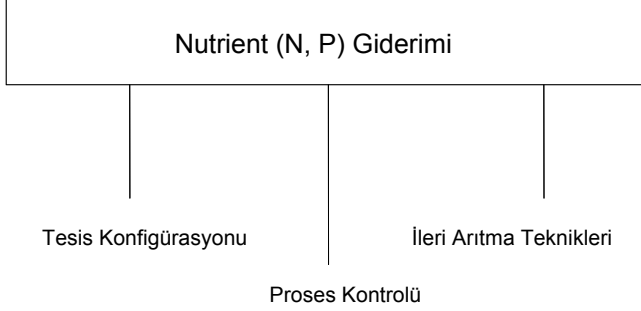 Nutrient (N, P) Giderimi
Tesis Konfigürasyonu
İleri Arıtma Teknikleri
Proses Kontrolü